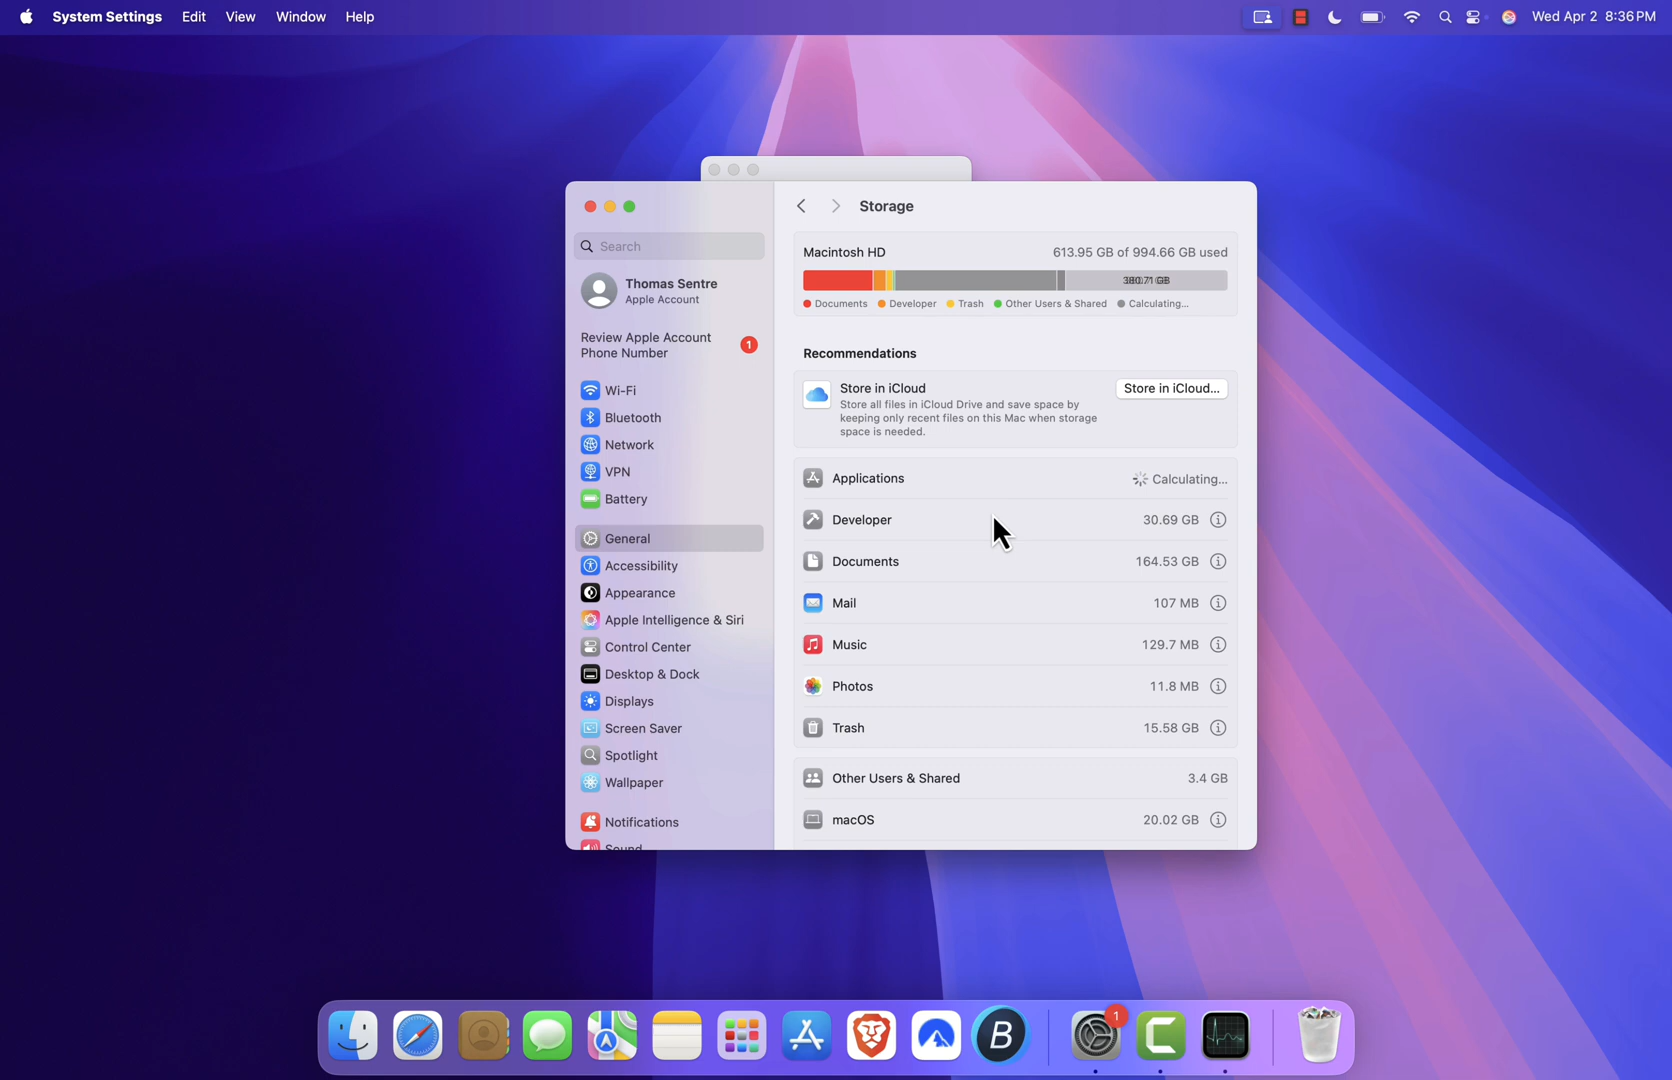 System Settings Edit View Window Help
Wed Apr 2 8:36 PM
Search
Thomas Sentre
Apple Account
Review Apple Account
Phone Number
1
Wi-Fi
Bluetooth
Network
VPN
Battery
General
Accessibility
Appearance
Apple Intelligence & Siri
Control Center
Desktop & Dock
Displays
Screen Saver
Spotlight
Wallpaper
Notifications
Sound
Storage
Macintosh HD 613.95 GB of 994.66 GB used
Documents Developer Trash Other Users & Shared Calculating...
Recommendations
Store in iCloud Store in iCloud...
Store all files in iCloud Drive and save space by
keeping only recent files on this Mac when storage
space is needed.
Applications Calculating...
Developer 30.69 GB
Documents 164.53 GB
Mail 107 MB
Music 129.7 MB
Photos 11.8 MB
Trash 15.58 GB
Other Users & Shared 3.4 GB
macOS 20.02 GB
B
1
C